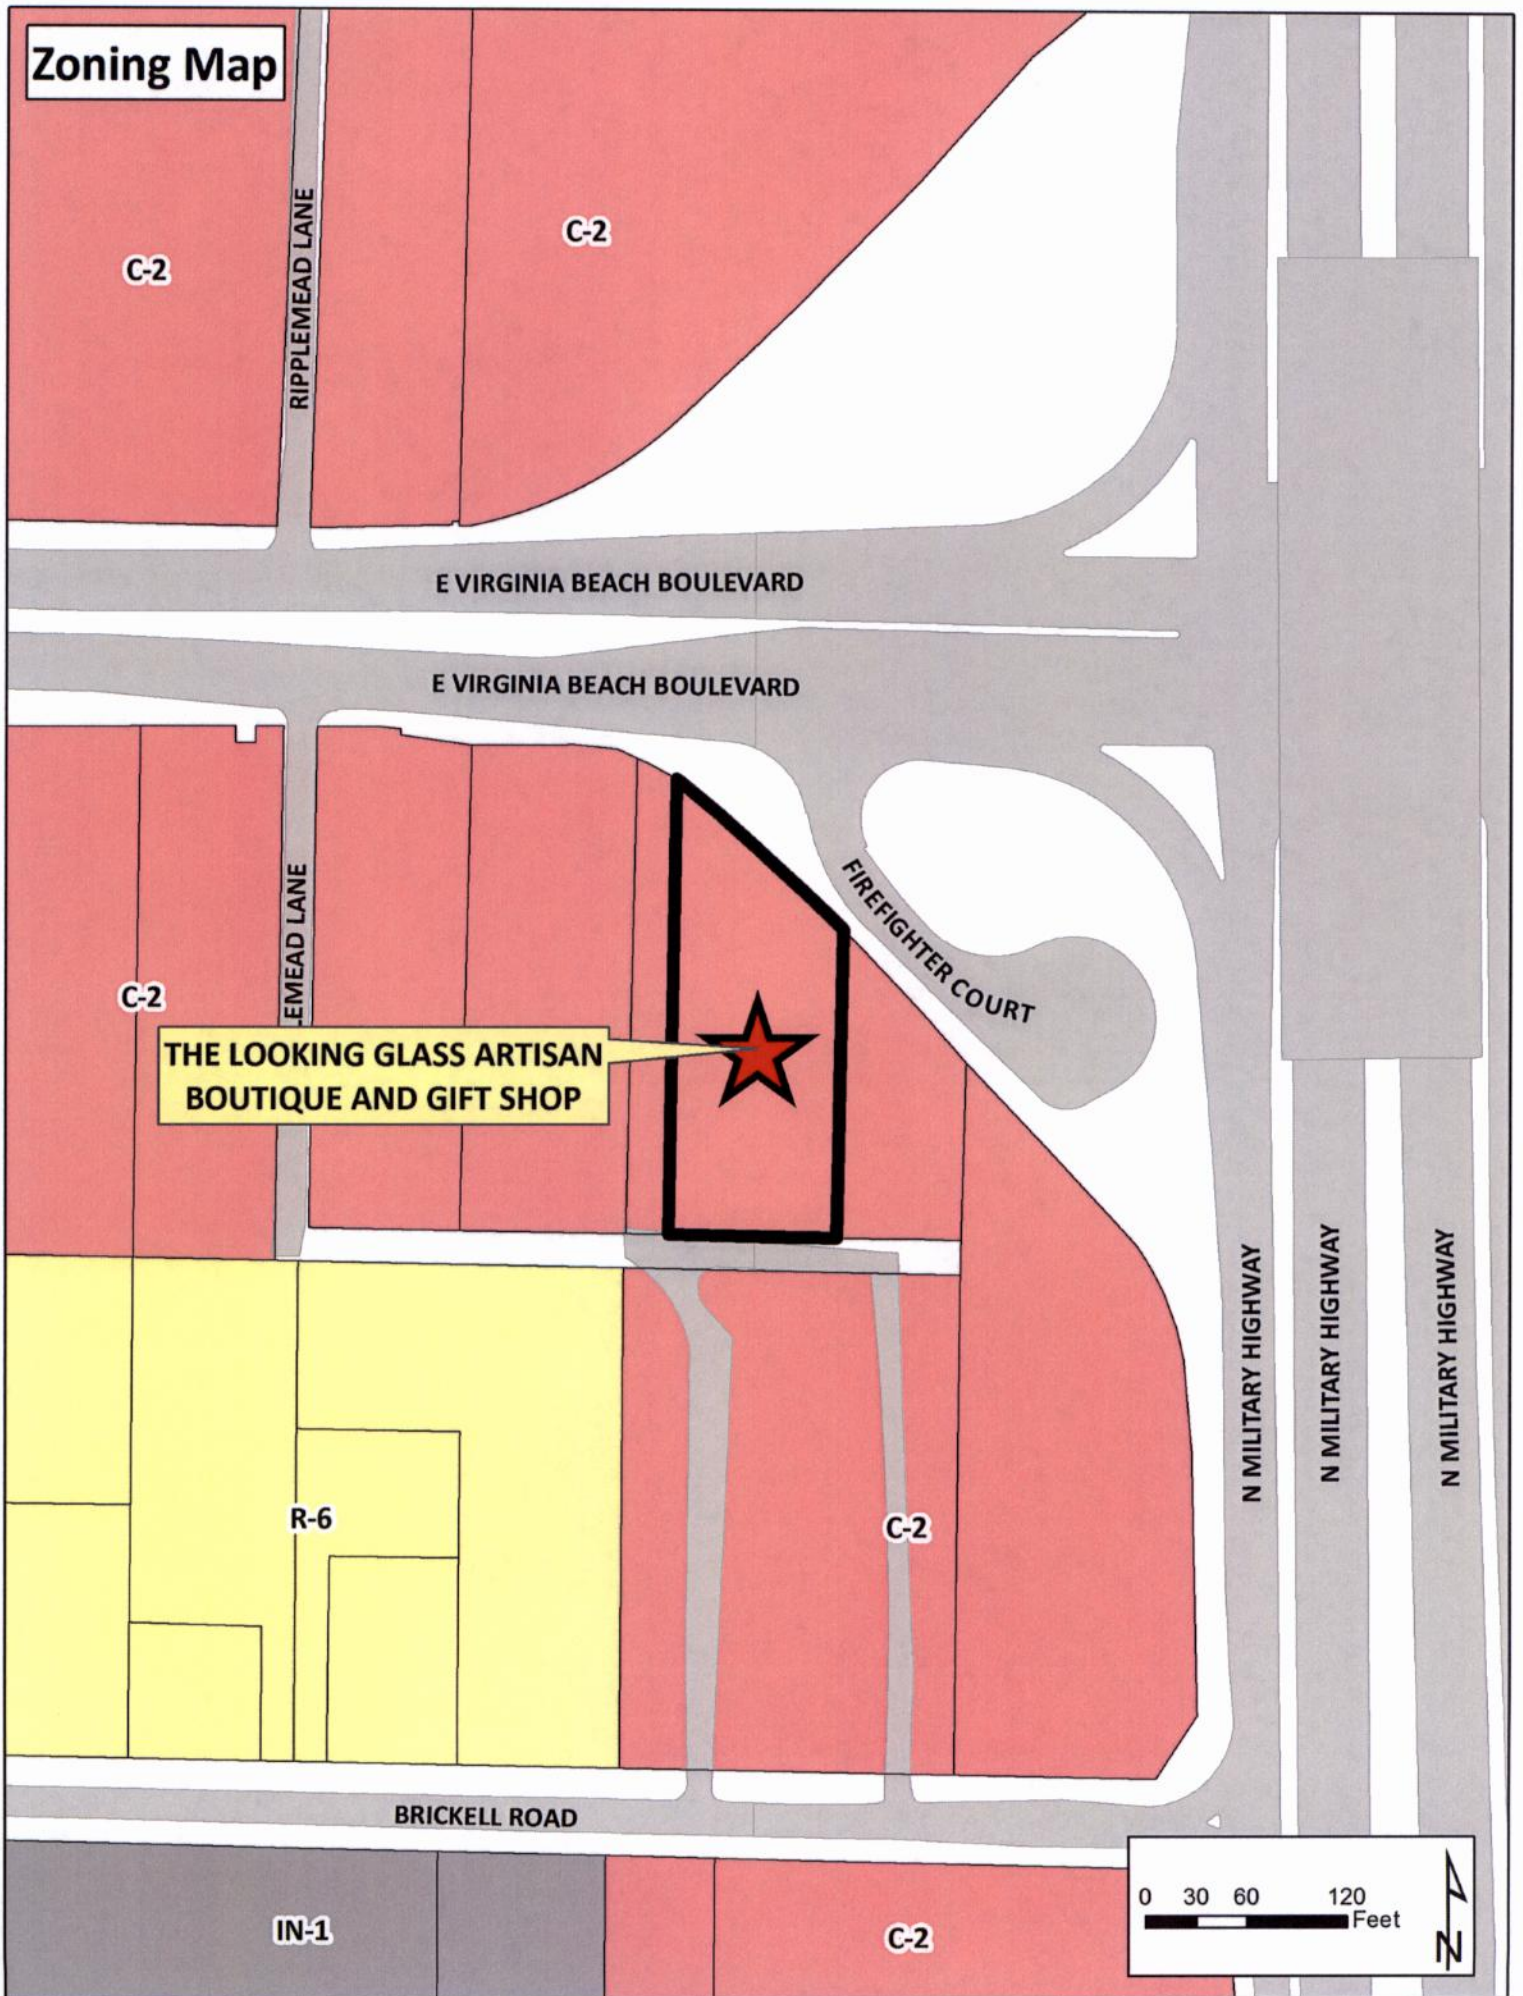 Zoning Map
C-2
C-2
RIPPLEMEAD LANE
E VIRGINIA BEACH BOULEVARD
E VIRGINIA BEACH BOULEVARD
LEMEAD LANE
FIREFIGHTER COURT
C-2
THE LOOKING GLASS ARTISAN
BOUTIQUE AND GIFT SHOP
N MILITARY HIGHWAY
N MILITARY HIGHWAY
N MILITARY HIGHWAY
R-6
C-2
BRICKELL ROAD
IN-1
C-2
0 30 60 120
Feet
N